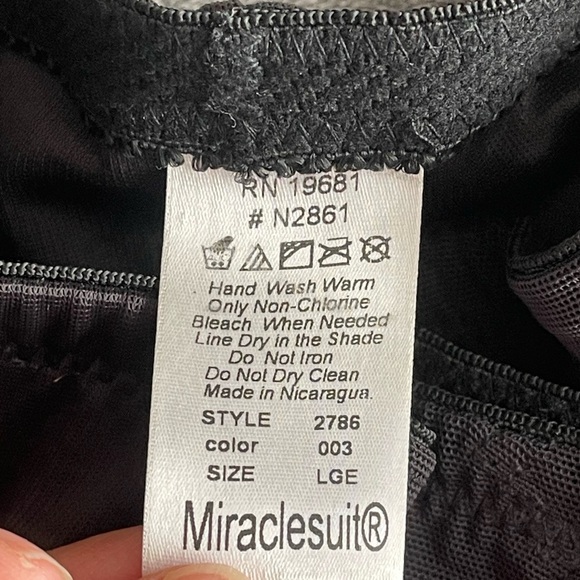 RN 19681
# N2861
Hand Wash Warm
Only Non-Chlorine
Bleach When Needed
Line Dry in the Shade
Do Not Iron
Do Not Dry Clean
Made in Nicaragua.
STYLE 2786
color 003
SIZE LGE
Miraclesuit®